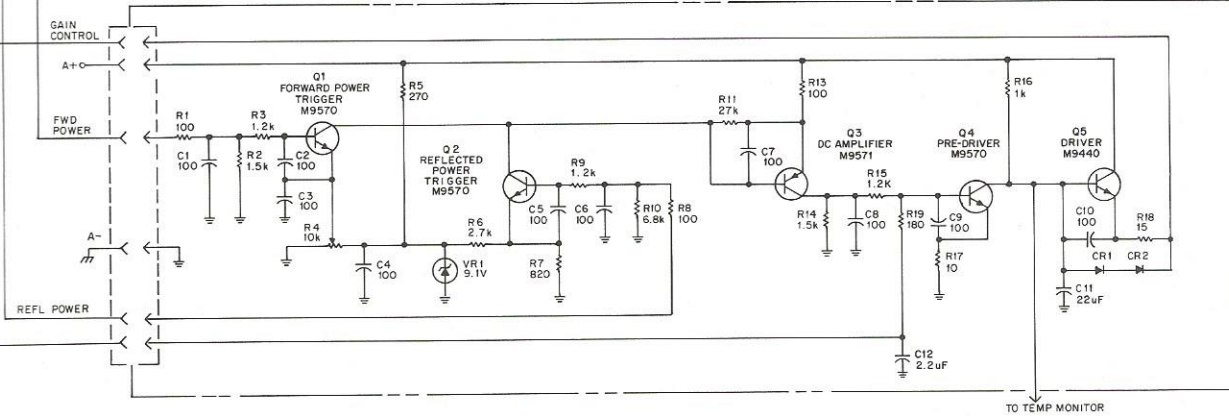 GAIN
CONTROL
A+
FWD
POWER
A-
REFL POWER
R1
100
C1
100
R2
1.5k
R3
1.2k
C2
100
C3
100
Q1
FORWARD POWER
TRIGGER
M9570
R4
10k
C4
100
R5
270
VR1
9.1V
R6
2.7k
Q2
REFLECTED
POWER
TRIGGER
M9570
R7
820
C5
100
R9
1.2k
C6
100
R10
6.8k
R8
100
R11
27k
C7
100
R13
100
Q3
DC AMPLIFIER
M9571
R14
1.5k
C8
100
R15
1.2K
R19
180
C12
2.2uF
Q4
PRE-DRIVER
M9570
C9
100
R17
10
R16
1k
Q5
DRIVER
M9440
C10
100
R18
15
CR1
CR2
C11
22uF
TO TEMP MONITOR